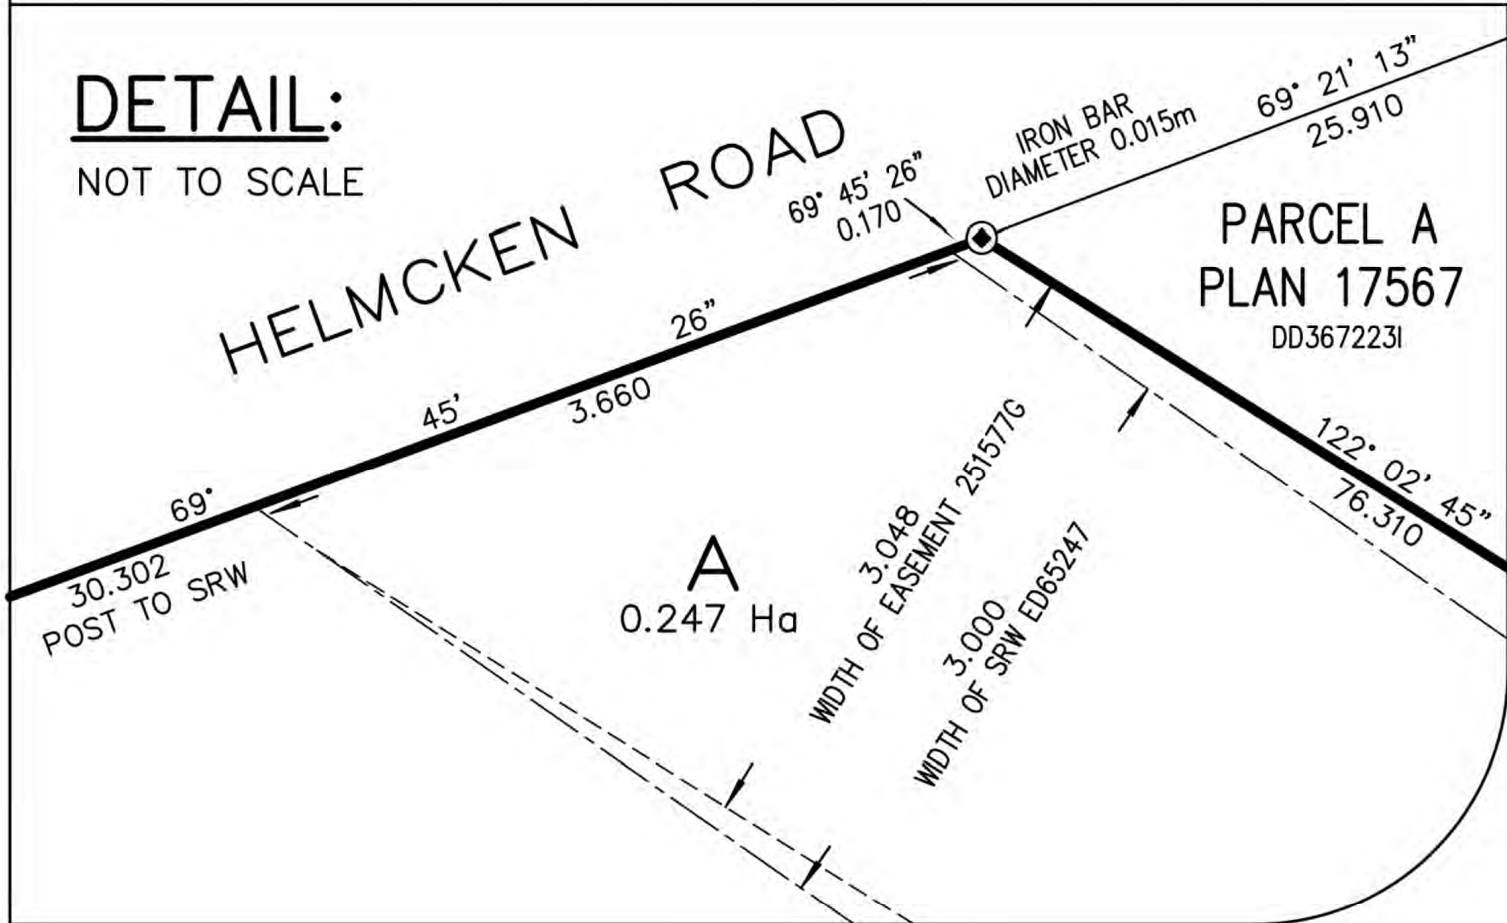 DETAIL:
NOT TO SCALE
HELMCKEN ROAD
69° 45' 26"
0.170
IRON BAR
DIAMETER 0.015m
69° 21' 13"
25.910
PARCEL A
PLAN 17567
DD367223I
69° 45' 26"
3.660
30.302
POST TO SRW
A
0.247 Ha
3.048
WIDTH OF EASEMENT 251577G
3.000
WIDTH OF SRW ED65247
122° 02' 45"
76.310